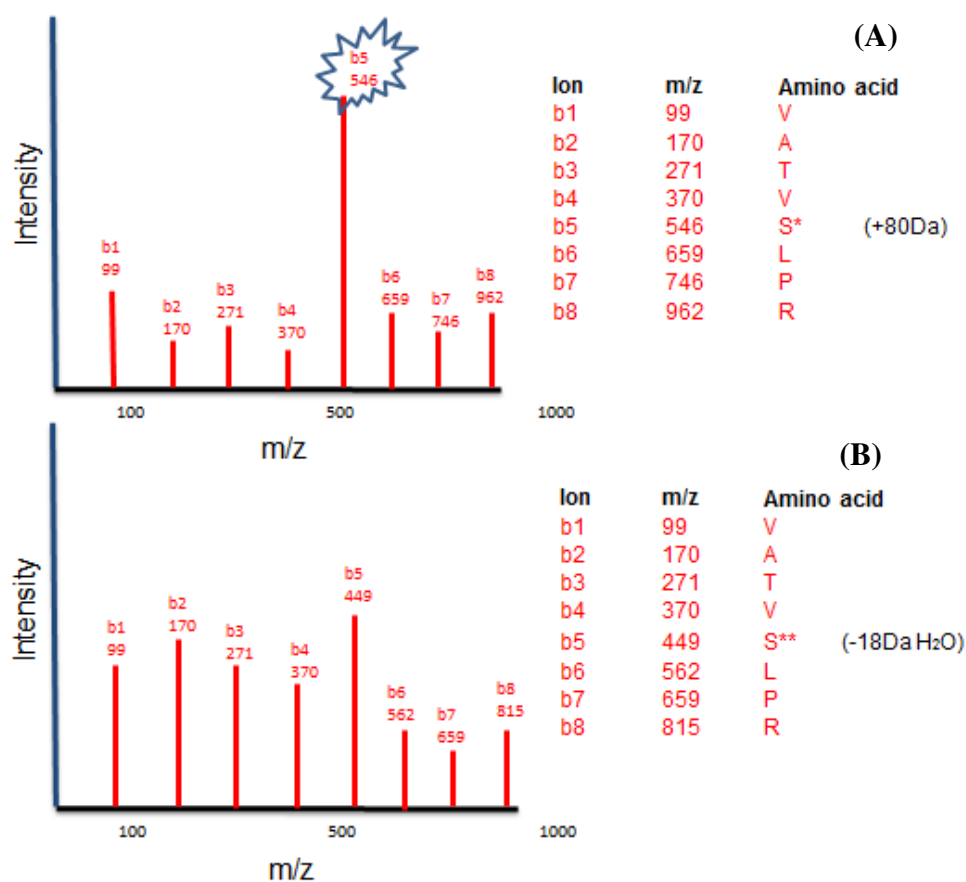 (A)
Intensity
b1
99
b2
170
b3
271
b4
370
b5
546
b6
659
b7
746
b8
962
100 500 1000
m/z
Ion m/z Amino acid
b1 99 V
b2 170 A
b3 271 T
b4 370 V
b5 546 S* (+80Da)
b6 659 L
b7 746 P
b8 962 R
(B)
Intensity
b1
99
b2
170
b3
271
b4
370
b5
449
b6
562
b7
659
b8
815
100 500 1000
m/z
Ion m/z Amino acid
b1 99 V
b2 170 A
b3 271 T
b4 370 V
b5 449 S** (-18Da H₂O)
b6 562 L
b7 659 P
b8 815 R